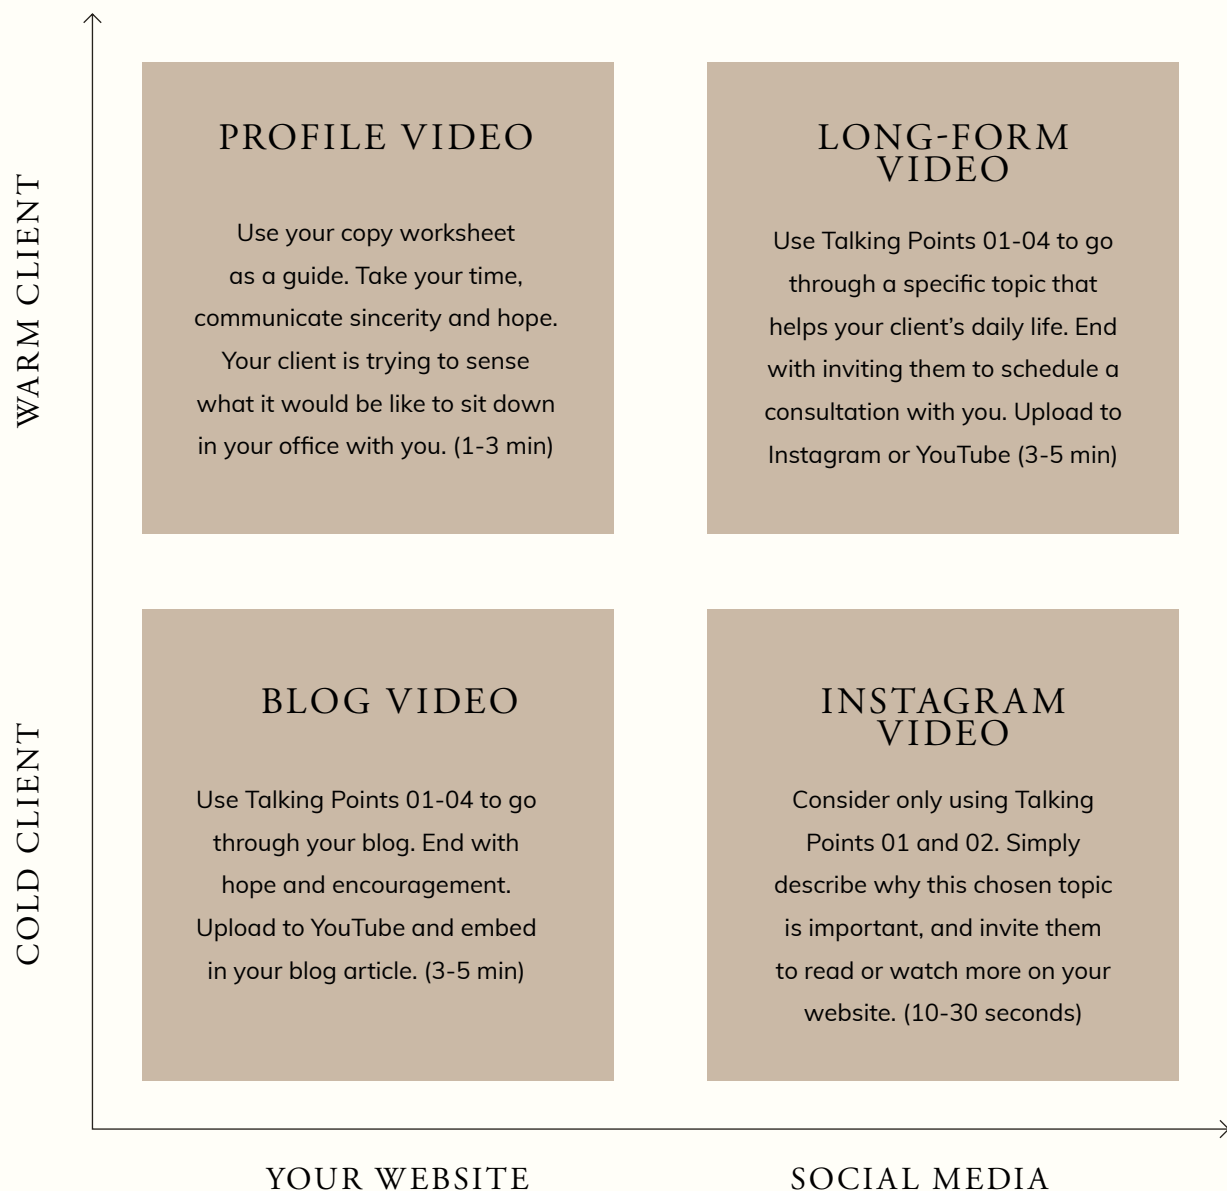 WARM CLIENT
PROFILE VIDEO
Use your copy worksheet
as a guide. Take your time,
communicate sincerity and hope.
Your client is trying to sense
what it would be like to sit down
in your office with you. (1-3 min)
LONG-FORM
VIDEO
Use Talking Points 01-04 to go
through a specific topic that
helps your client’s daily life. End
with inviting them to schedule a
consultation with you. Upload to
Instagram or YouTube (3-5 min)
COLD CLIENT
BLOG VIDEO
Use Talking Points 01-04 to go
through your blog. End with
hope and encouragement.
Upload to YouTube and embed
in your blog article. (3-5 min)
INSTAGRAM
VIDEO
Consider only using Talking
Points 01 and 02. Simply
describe why this chosen topic
is important, and invite them
to read or watch more on your
website. (10-30 seconds)
YOUR WEBSITE
SOCIAL MEDIA